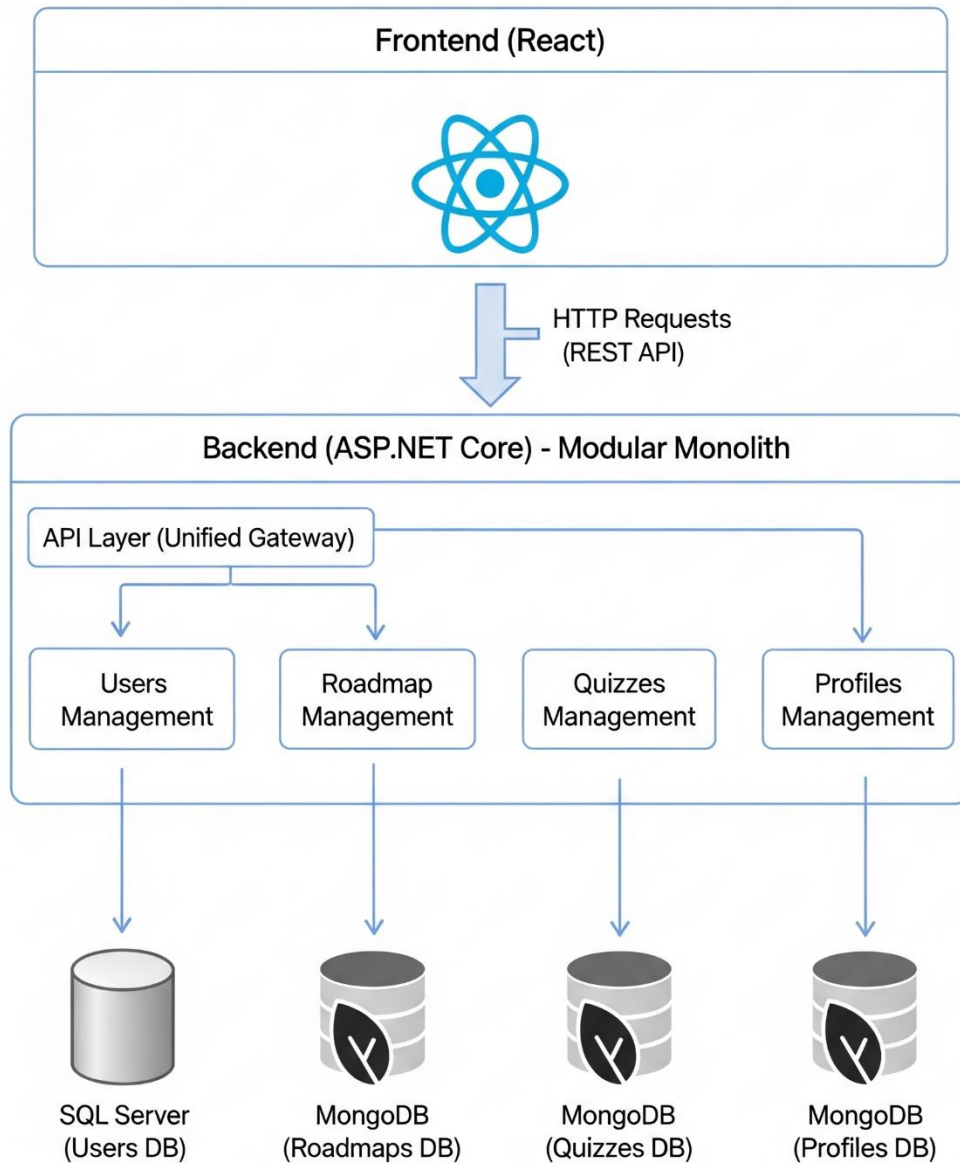 Frontend (React)
HTTP Requests
(REST API)
Backend (ASP.NET Core) - Modular Monolith
API Layer (Unified Gateway)
Users
Management
Roadmap
Management
Quizzes
Management
Profiles
Management
SQL Server
(Users DB)
MongoDB
(Roadmaps DB)
MongoDB
(Quizzes DB)
MongoDB
(Profiles DB)